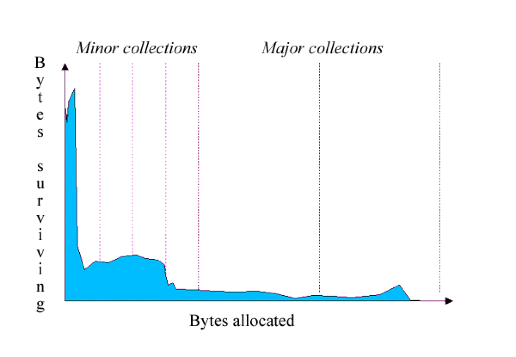 Minor collections
Major collections
Bytes surviving
Bytes allocated